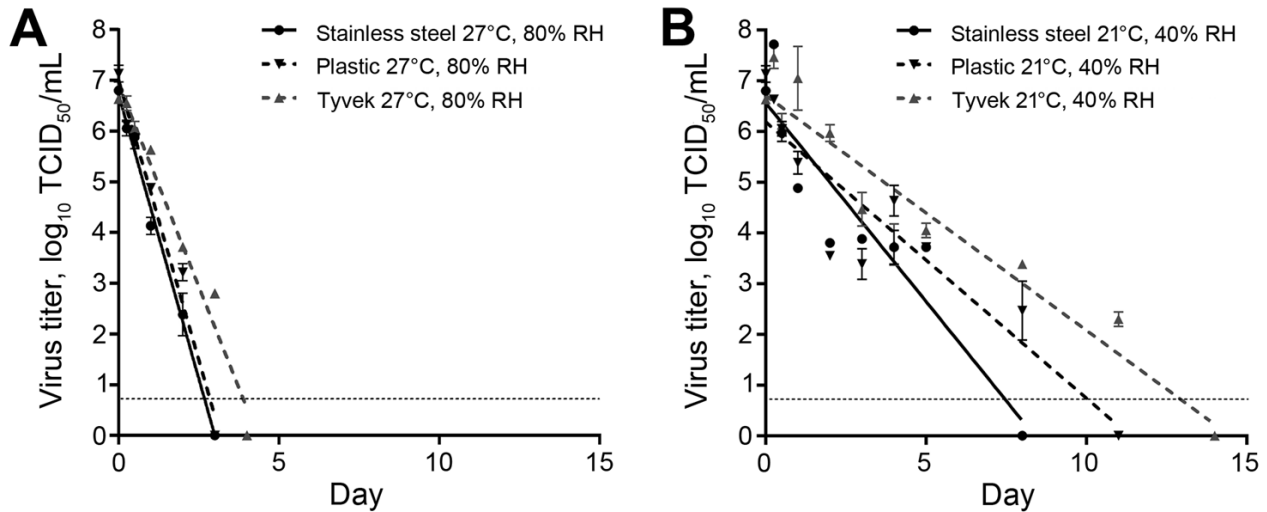 A
Virus titer, log10 TCID50/mL
8
7
6
5
4
3
2
1
0
0 5 10 15
Day
Stainless steel 27°C, 80% RH
Plastic 27°C, 80% RH
Tyvek 27°C, 80% RH
B
Virus titer, log10 TCID50/mL
8
7
6
5
4
3
2
1
0
0 5 10 15
Day
Stainless steel 21°C, 40% RH
Plastic 21°C, 40% RH
Tyvek 21°C, 40% RH